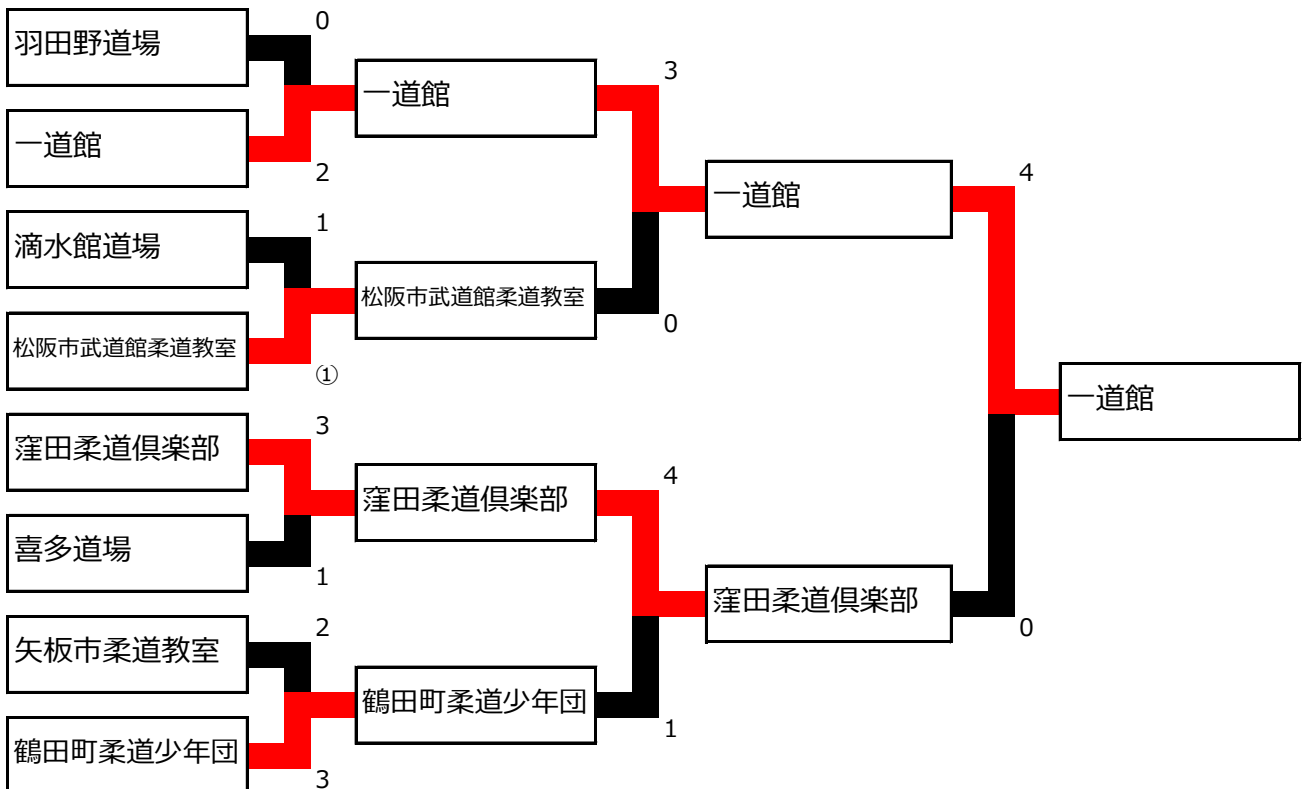 羽田野道場
0
一道館
2
滴水館道場
1
松阪市武道館柔道教室
①
窪田柔道倶楽部
3
喜多道場
1
矢板市柔道教室
2
鶴田町柔道少年団
3
一道館
3
松阪市武道館柔道教室
0
窪田柔道倶楽部
4
鶴田町柔道少年団
1
一道館
4
窪田柔道倶楽部
0
一道館